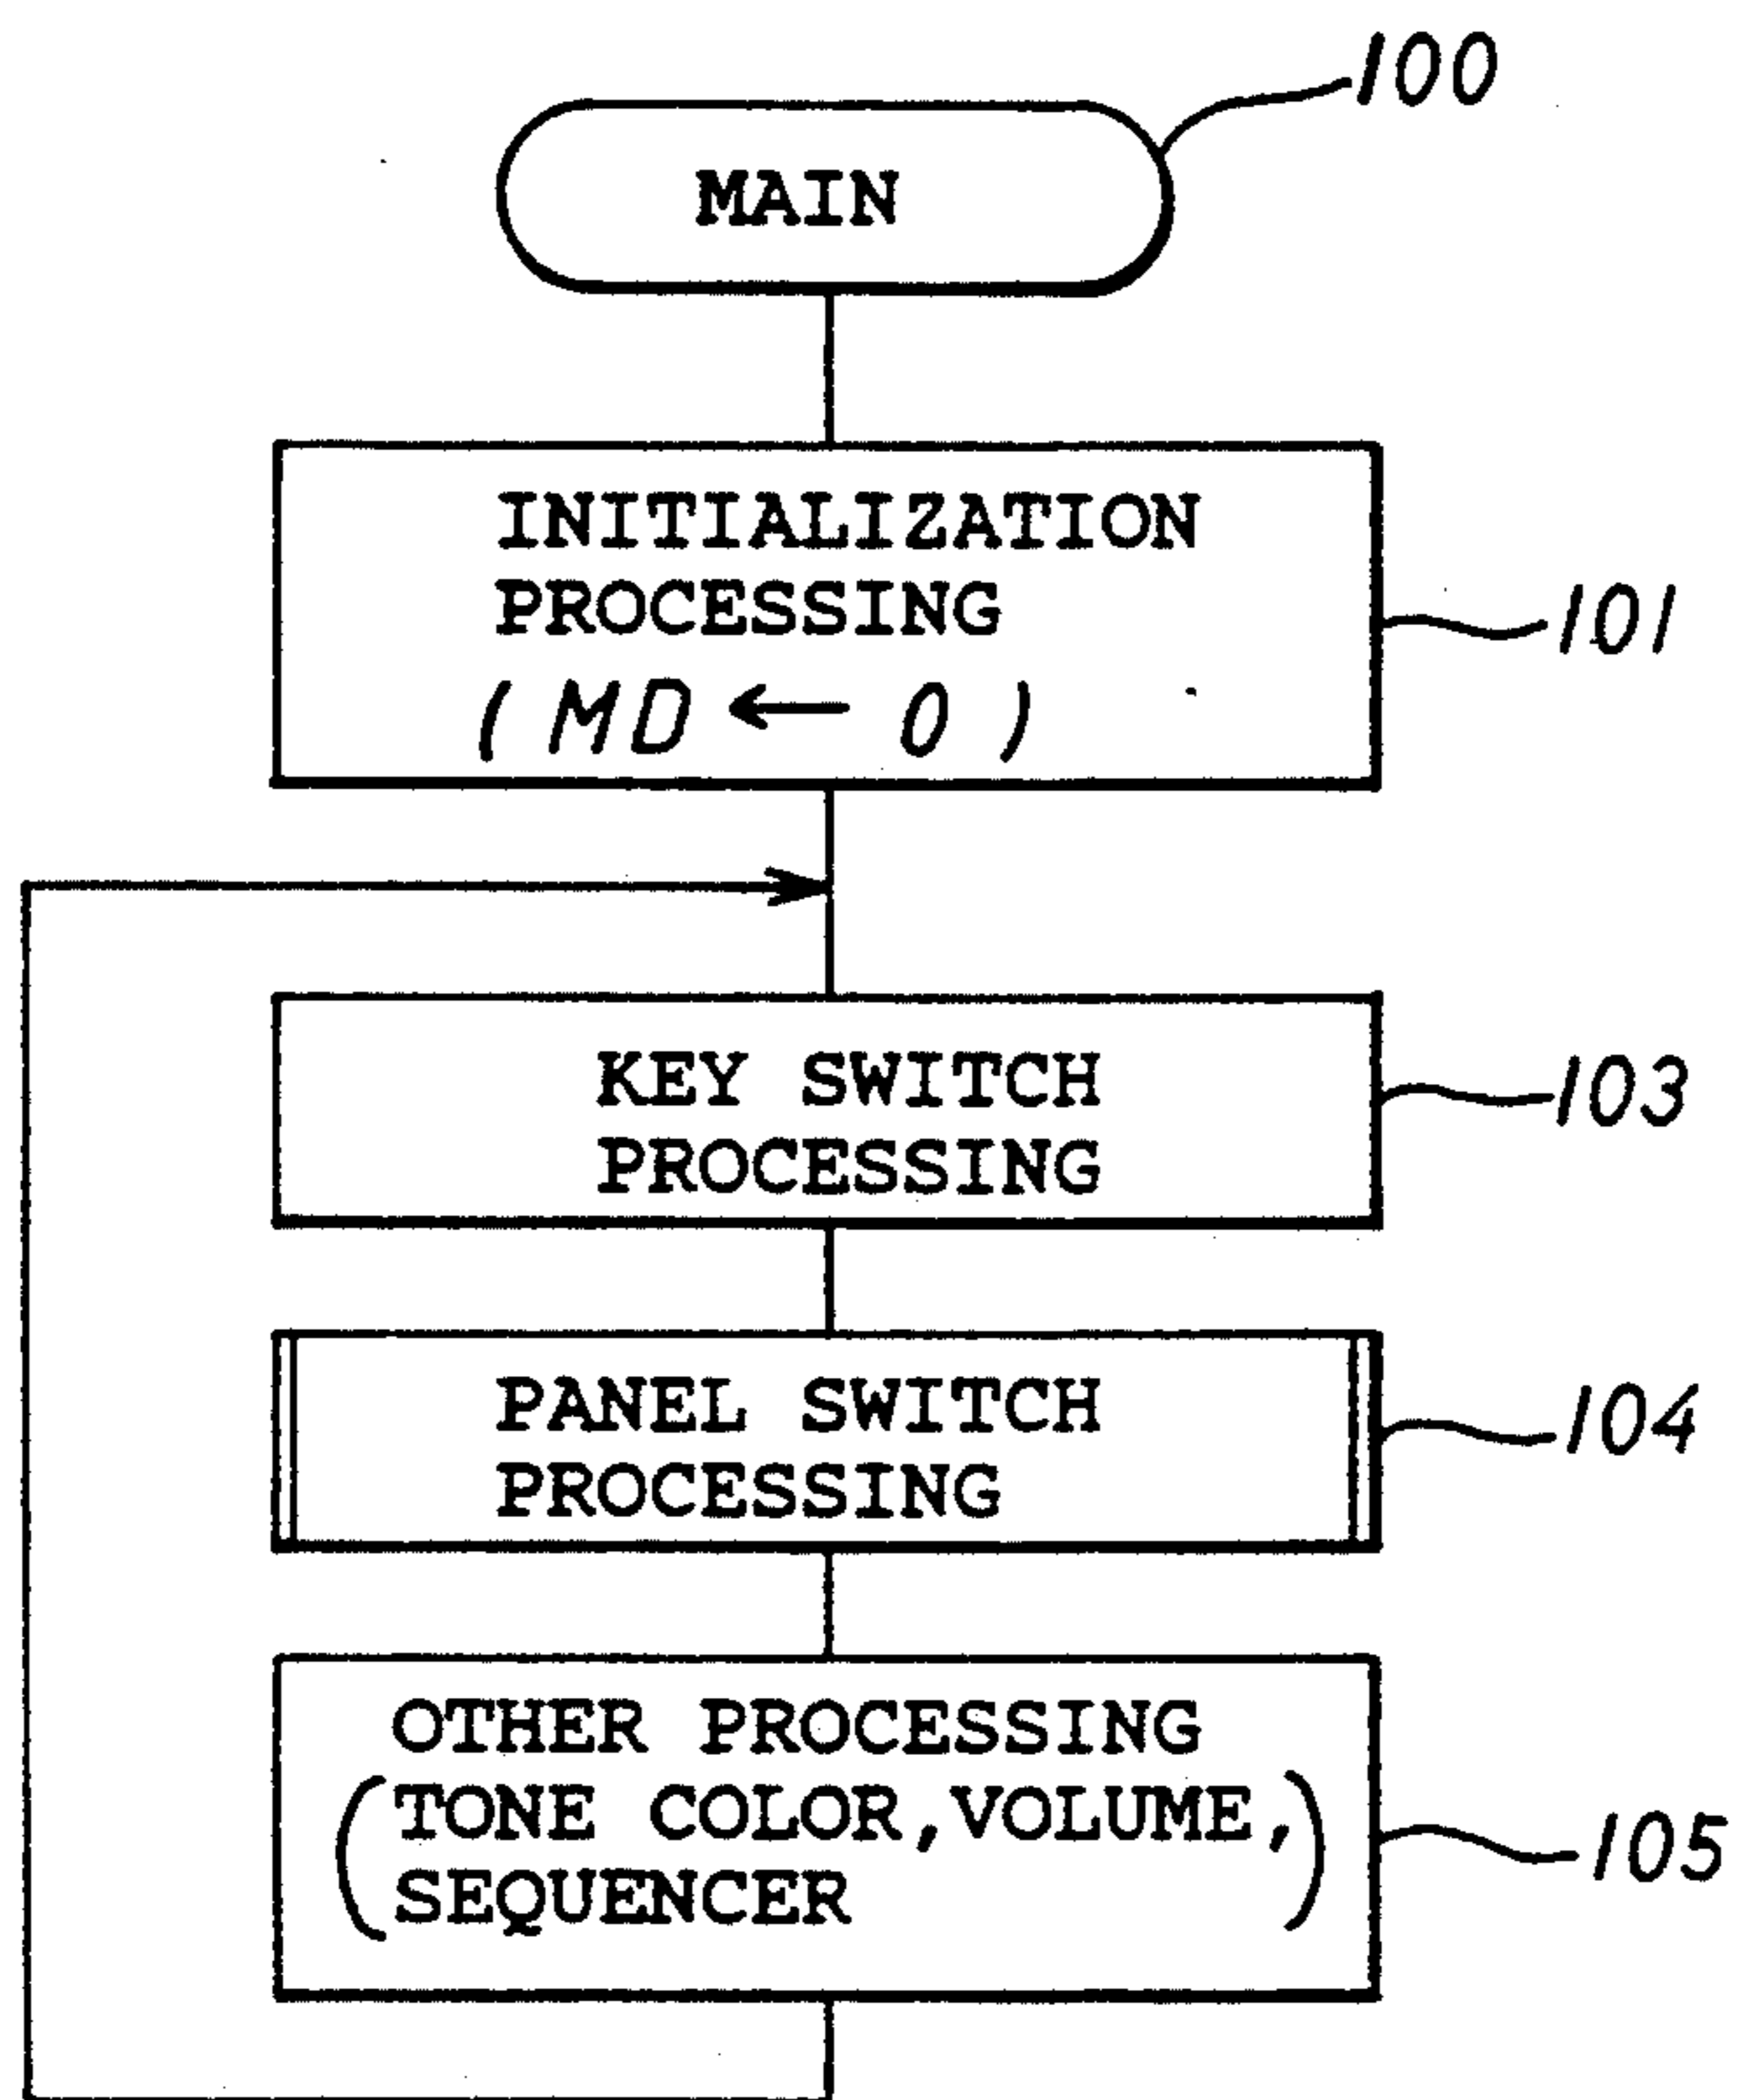 100
MAIN
INITIALIZATION
PROCESSING
( MD ← 0 )
101
KEY SWITCH
PROCESSING
103
PANEL SWITCH
PROCESSING
104
OTHER PROCESSING
(TONE COLOR, VOLUME,
SEQUENCER)
105